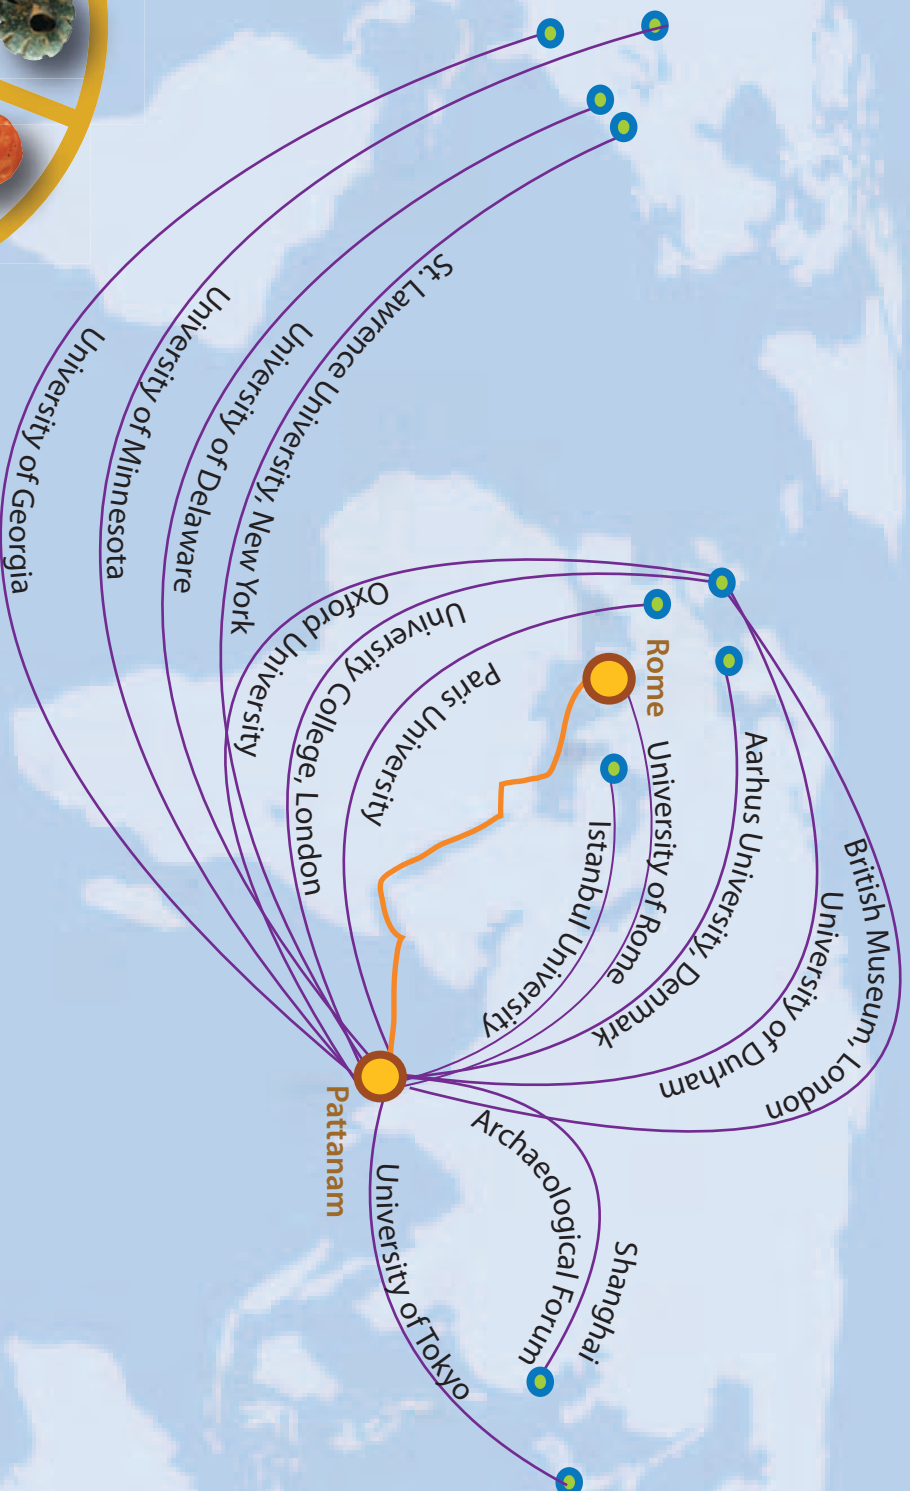 University of Georgia
University of Minnesota
University of Delaware
St. Lawrence University, New York
Oxford University
University College, London
Paris University
Rome
University of Rome
Istanbul University
Aarhus University, Denmark
University of Durham
British Museum, London
Pattanam
Shanghai
Archaeological Forum
University of Tokyo